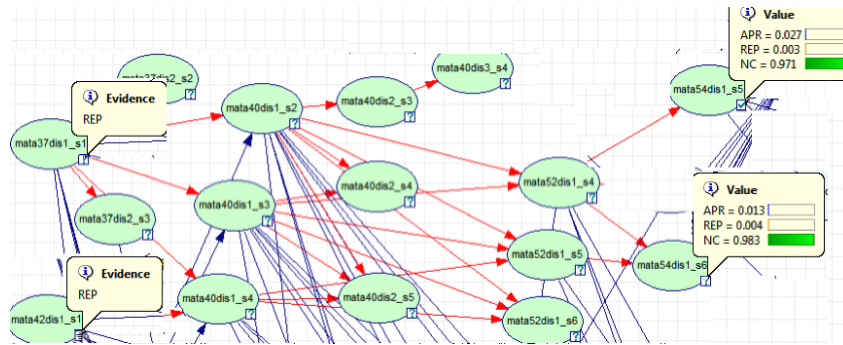 Value
APR = 0.027
REP = 0.003
NC = 0.971
mata40dis3_s4
mata37dis2_s2
mata54dis1_s5
mata40dis2_s3
mata40dis1_s2
Evidence
REP
mata37dis1_s1
mata40dis2_s4
mata52dis1_s4
Value
APR = 0.013
REP = 0.004
NC = 0.983
mata40dis1_s3
mata37dis2_s3
mata52dis1_s5
mata54dis1_s6
Evidence
REP
mata40dis1_s4
mata40dis2_s5
mata42dis1_s1
mata52dis1_s6